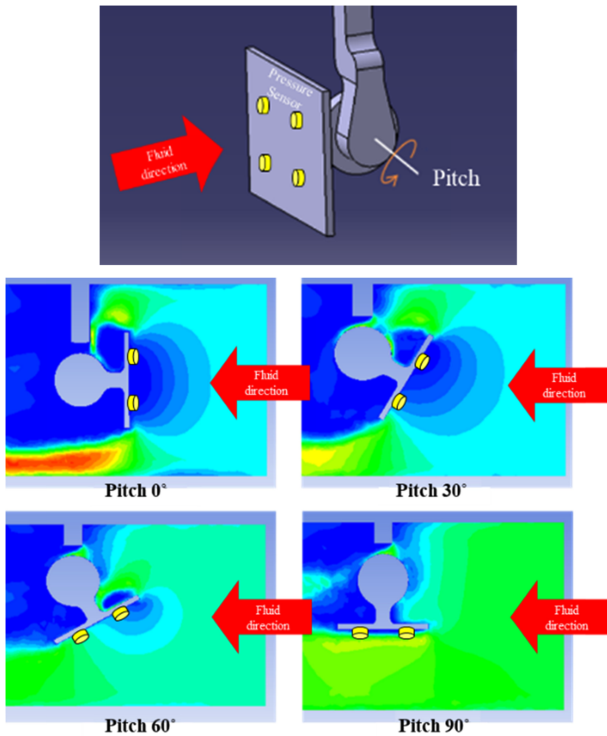 Pressure
Sensor
Fluid
direction
Pitch
Fluid
direction
Fluid
direction
Pitch 0°
Pitch 30°
Fluid
direction
Fluid
direction
Pitch 60°
Pitch 90°